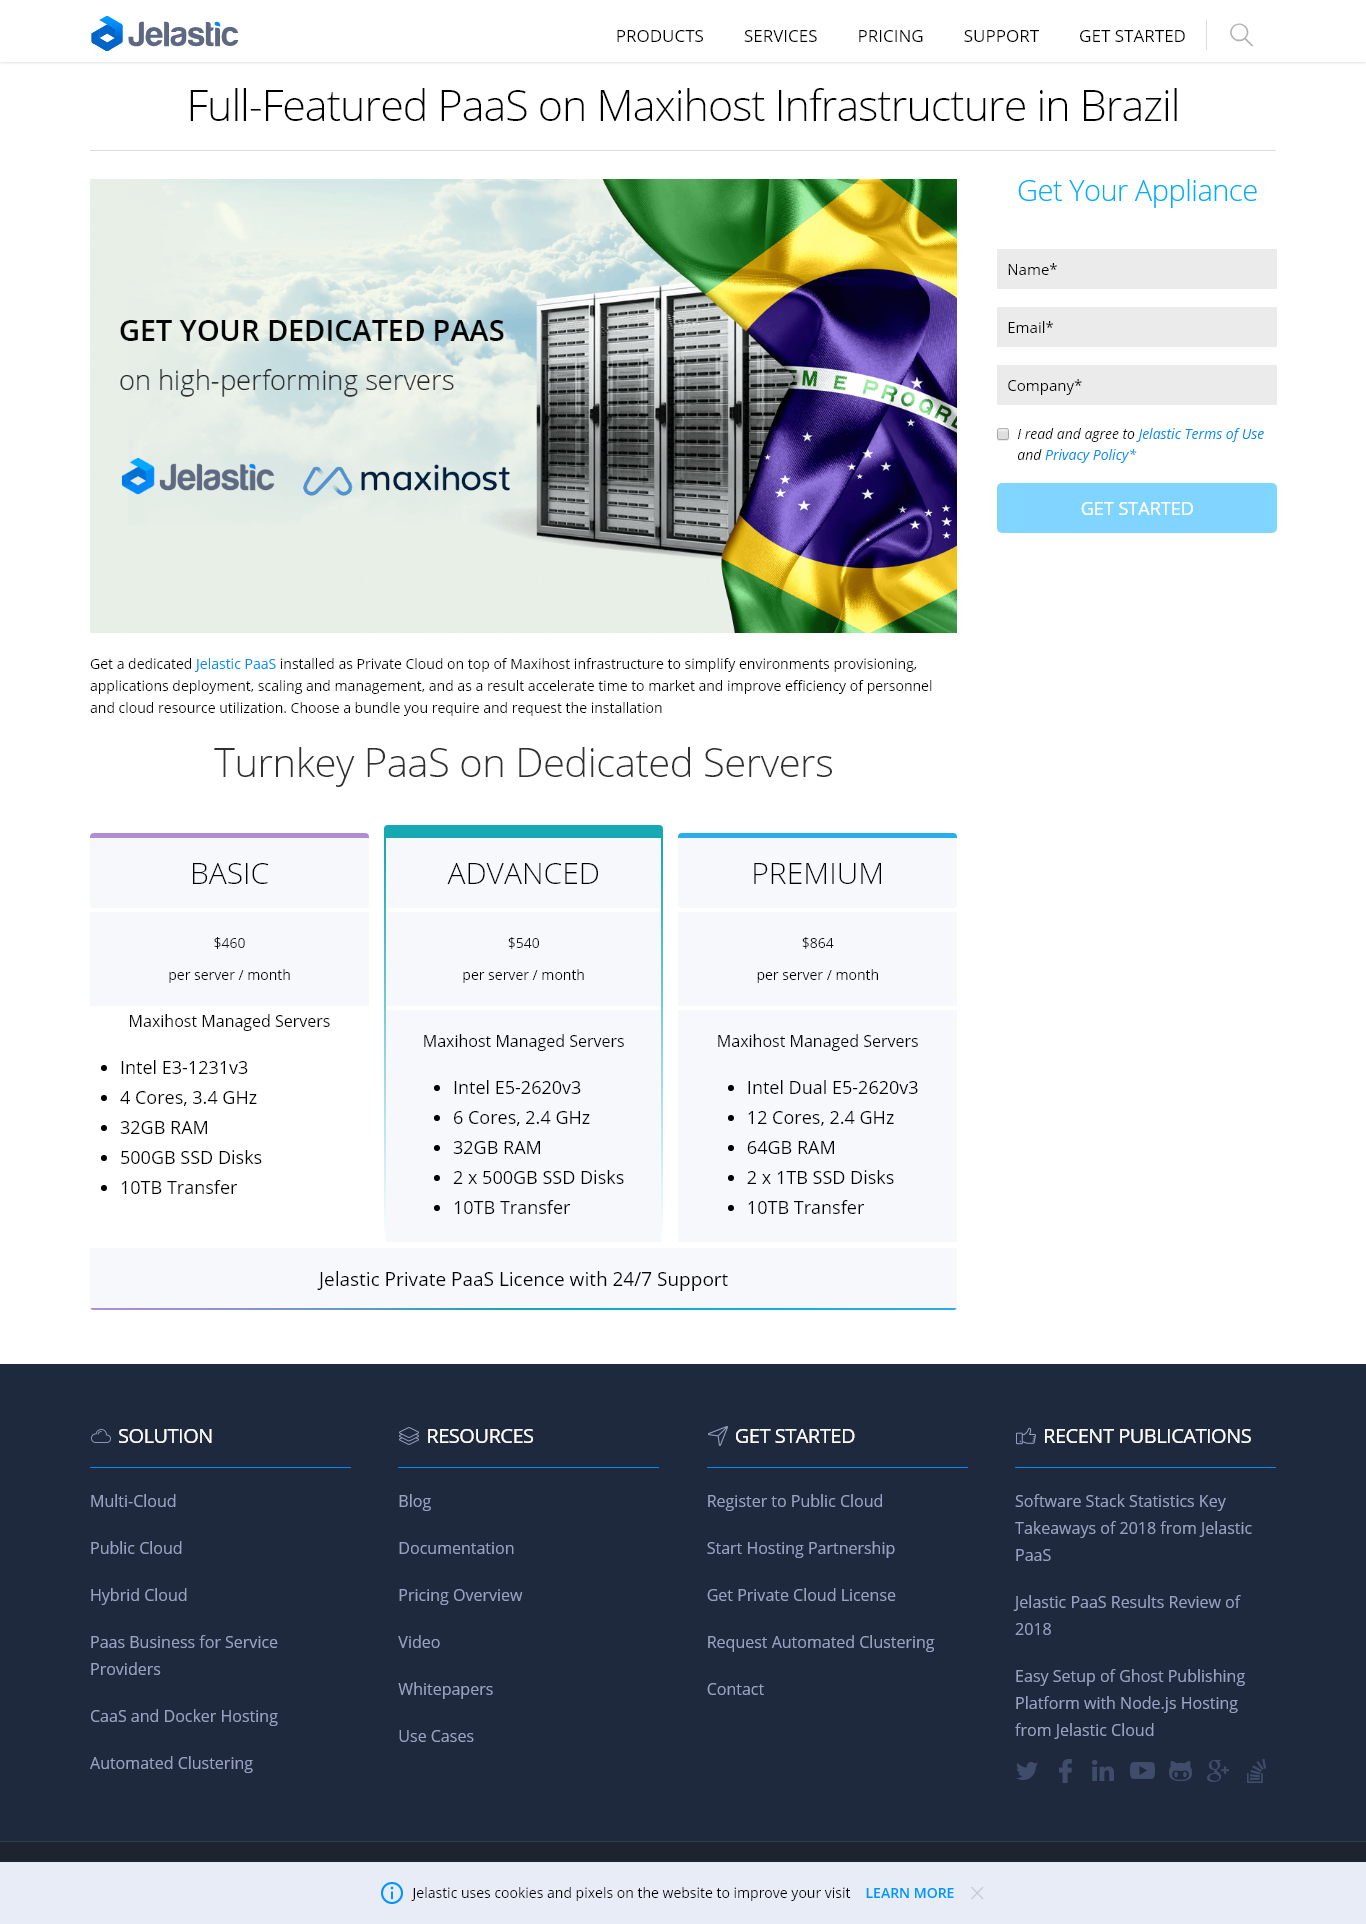 Jelastic
PRODUCTS SERVICES PRICING SUPPORT GET STARTED
Full-Featured PaaS on Maxihost Infrastructure in Brazil
GET YOUR DEDICATED PAAS
on high-performing servers
Jelastic maxihost
EM E PROGRE
Get Your Appliance
Name*
Email*
Company*
I read and agree to Jelastic Terms of Use
and Privacy Policy*
GET STARTED
Get a dedicated Jelastic PaaS installed as Private Cloud on top of Maxihost infrastructure to simplify environments provisioning,
applications deployment, scaling and management, and as a result accelerate time to market and improve efficiency of personnel
and cloud resource utilization. Choose a bundle you require and request the installation
Turnkey PaaS on Dedicated Servers
BASIC
$460
per server / month
Maxihost Managed Servers
Intel E3-1231v3
4 Cores, 3.4 GHz
32GB RAM
500GB SSD Disks
10TB Transfer
ADVANCED
$540
per server / month
Maxihost Managed Servers
Intel E5-2620v3
6 Cores, 2.4 GHz
32GB RAM
2 x 500GB SSD Disks
10TB Transfer
PREMIUM
$864
per server / month
Maxihost Managed Servers
Intel Dual E5-2620v3
12 Cores, 2.4 GHz
64GB RAM
2 x 1TB SSD Disks
10TB Transfer
Jelastic Private PaaS Licence with 24/7 Support
SOLUTION
Multi-Cloud
Public Cloud
Hybrid Cloud
Paas Business for Service
Providers
CaaS and Docker Hosting
Automated Clustering
RESOURCES
Blog
Documentation
Pricing Overview
Video
Whitepapers
Use Cases
GET STARTED
Register to Public Cloud
Start Hosting Partnership
Get Private Cloud License
Request Automated Clustering
Contact
RECENT PUBLICATIONS
Software Stack Statistics Key
Takeaways of 2018 from Jelastic
PaaS
Jelastic PaaS Results Review of
2018
Easy Setup of Ghost Publishing
Platform with Node.js Hosting
from Jelastic Cloud
Jelastic uses cookies and pixels on the website to improve your visit LEARN MORE